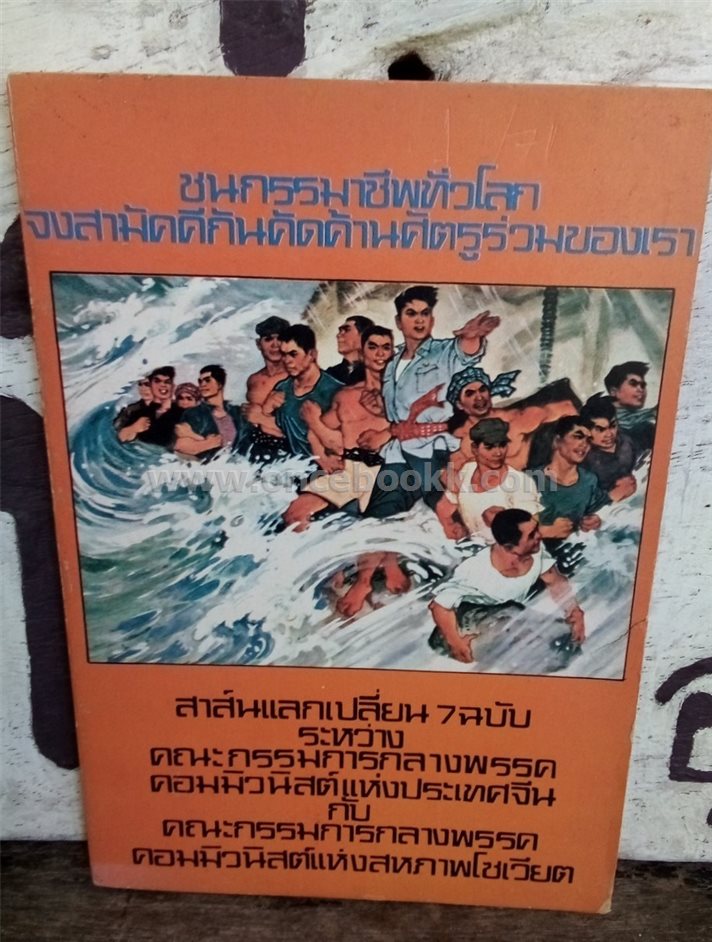 ชนกรรมาชีพทั่วโลก
จงสามัคคีกันคัดค้านศัตรูร่วมของเรา
www.oncebookk.com
สาส์นแลกเปลี่ยน 7 ฉบับ
ระหว่าง
คณะกรรมการกลางพรรค
คอมมิวนิสต์แห่งประเทศจีน
กับ
คณะกรรมการกลางพรรค
คอมมิวนิสต์แห่งสหภาพโซเวียต